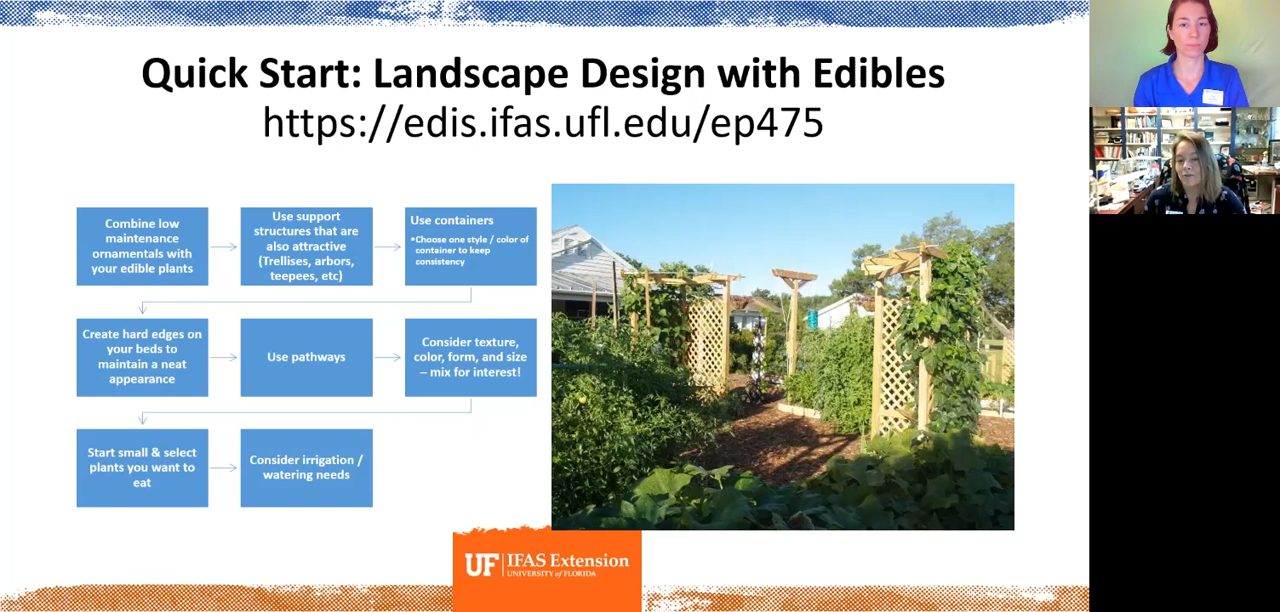 Quick Start: Landscape Design with Edibles
https://edis.ifas.ufl.edu/ep475
Combine low
maintenance
ornamentals with
your edible plants
Use support
structures that are
also attractive
(Trellises, arbors,
teepees, etc)
Use containers
•Choose one style / color of
container to keep
consistency
Create hard edges on
your beds to
maintain a neat
appearance
Use pathways
Consider texture,
color, form, and size
– mix for interest!
Start small & select
plants you want to
eat
Consider irrigation /
watering needs
UF IFAS Extension
UNIVERSITY of FLORIDA